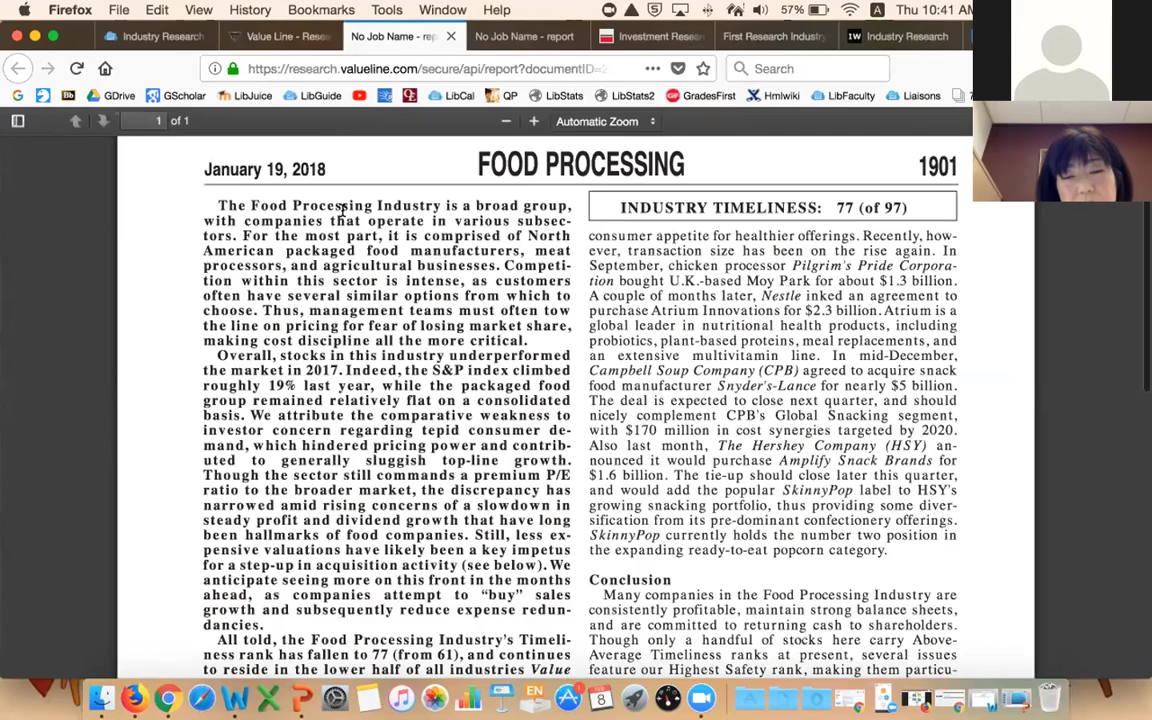 Firefox File Edit View History Bookmarks Tools Window Help 57% A Thu 10:41 AM
Industry Research Value Line - Rese No Job Name - rep No Job Name - report Investment Resea First Research Industry IW Industry Research
https://research.valueline.com/secure/api/report?documentID= Search
GDrive GScholar LibJuice LibGuide LibCal QP LibStats LibStats2 GradesFirst Hmlwiki LibFaculty Liaisons
1 of 1 Automatic Zoom
January 19, 2018 FOOD PROCESSING 1901
The Food Processing Industry is a broad group,
with companies that operate in various subsec-
tors. For the most part, it is comprised of North
American packaged food manufacturers, meat
processors, and agricultural businesses. Competi-
tion within this sector is intense, as customers
often have several similar options from which to
choose. Thus, management teams must often tow
the line on pricing for fear of losing market share,
making cost discipline all the more critical.
Overall, stocks in this industry underperformed
the market in 2017. Indeed, the S&P index climbed
roughly 19% last year, while the packaged food
group remained relatively flat on a consolidated
basis. We attribute the comparative weakness to
investor concern regarding tepid consumer de-
mand, which hindered pricing power and contrib-
uted to generally sluggish top-line growth.
Though the sector still commands a premium P/E
ratio to the broader market, the discrepancy has
narrowed amid rising concerns of a slowdown in
steady profit and dividend growth that have long
been hallmarks of food companies. Still, less ex-
pensive valuations have likely been a key impetus
for a step-up in acquisition activity (see below). We
anticipate seeing more on this front in the months
ahead, as companies attempt to “buy” sales
growth and subsequently reduce expense redun-
dancies.
All told, the Food Processing Industry's Timeli-
ness rank has fallen to 77 (from 61), and continues
to reside in the lower half of all industries Value
INDUSTRY TIMELINESS: 77 (of 97)
consumer appetite for healthier offerings. Recently, how-
ever, transaction size has been on the rise again. In
September, chicken processor Pilgrim's Pride Corpora-
tion bought U.K.-based Moy Park for about $1.3 billion.
A couple of months later, Nestle inked an agreement to
purchase Atrium Innovations for $2.3 billion. Atrium is a
global leader in nutritional health products, including
probiotics, plant-based proteins, meal replacements, and
an extensive multivitamin line. In mid-December,
Campbell Soup Company (CPB) agreed to acquire snack
food manufacturer Snyder's-Lance for nearly $5 billion.
The deal is expected to close next quarter, and should
nicely complement CPB's Global Snacking segment,
with $170 million in cost synergies targeted by 2020.
Also last month, The Hershey Company (HSY) an-
nounced it would purchase Amplify Snack Brands for
$1.6 billion. The tie-up should close later this quarter,
and would add the popular SkinnyPop label to HSY's
growing snacking portfolio, thus providing some diver-
sification from its pre-dominant confectionery offerings.
SkinnyPop currently holds the number two position in
the expanding ready-to-eat popcorn category.
Conclusion
Many companies in the Food Processing Industry are
consistently profitable, maintain strong balance sheets,
and are committed to returning cash to shareholders.
Though only a handful of stocks here carry Above-
Average Timeliness ranks at present, several issues
feature our Highest Safety rank, making them particu-